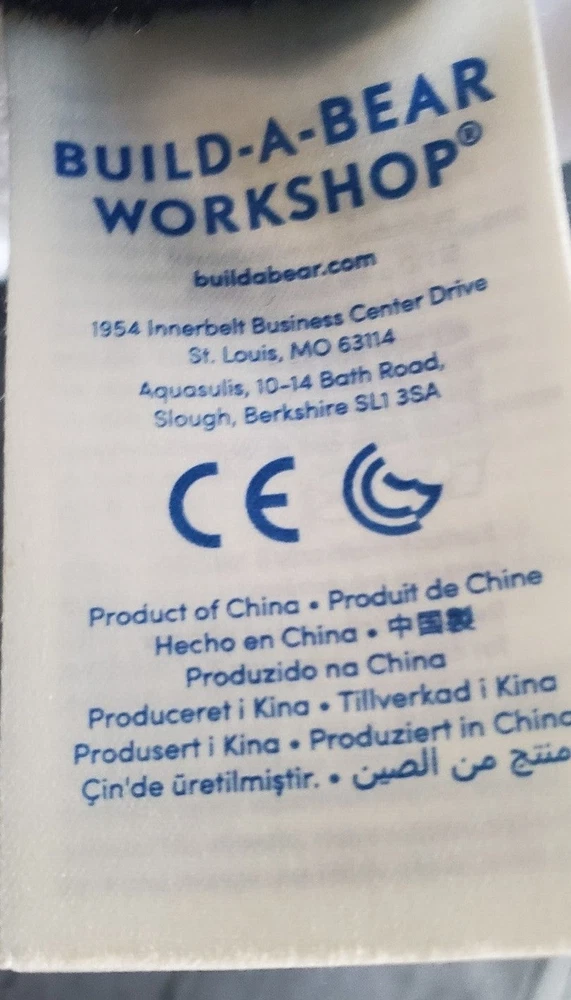 BUILD-A-BEAR
WORKSHOP®
buildabear.com
1954 Innerbelt Business Center Drive
St. Louis, MO 63114
Aquasulis, 10-14 Bath Road,
Slough, Berkshire SL1 3SA
CE
Product of China • Produit de Chine
Hecho en China • 中国製
Produzido na China
Produceret i Kina • Tillverkad i Kina
Produsert i Kina • Produziert in China
Çin'de üretilmiştir. • منتج من الصين